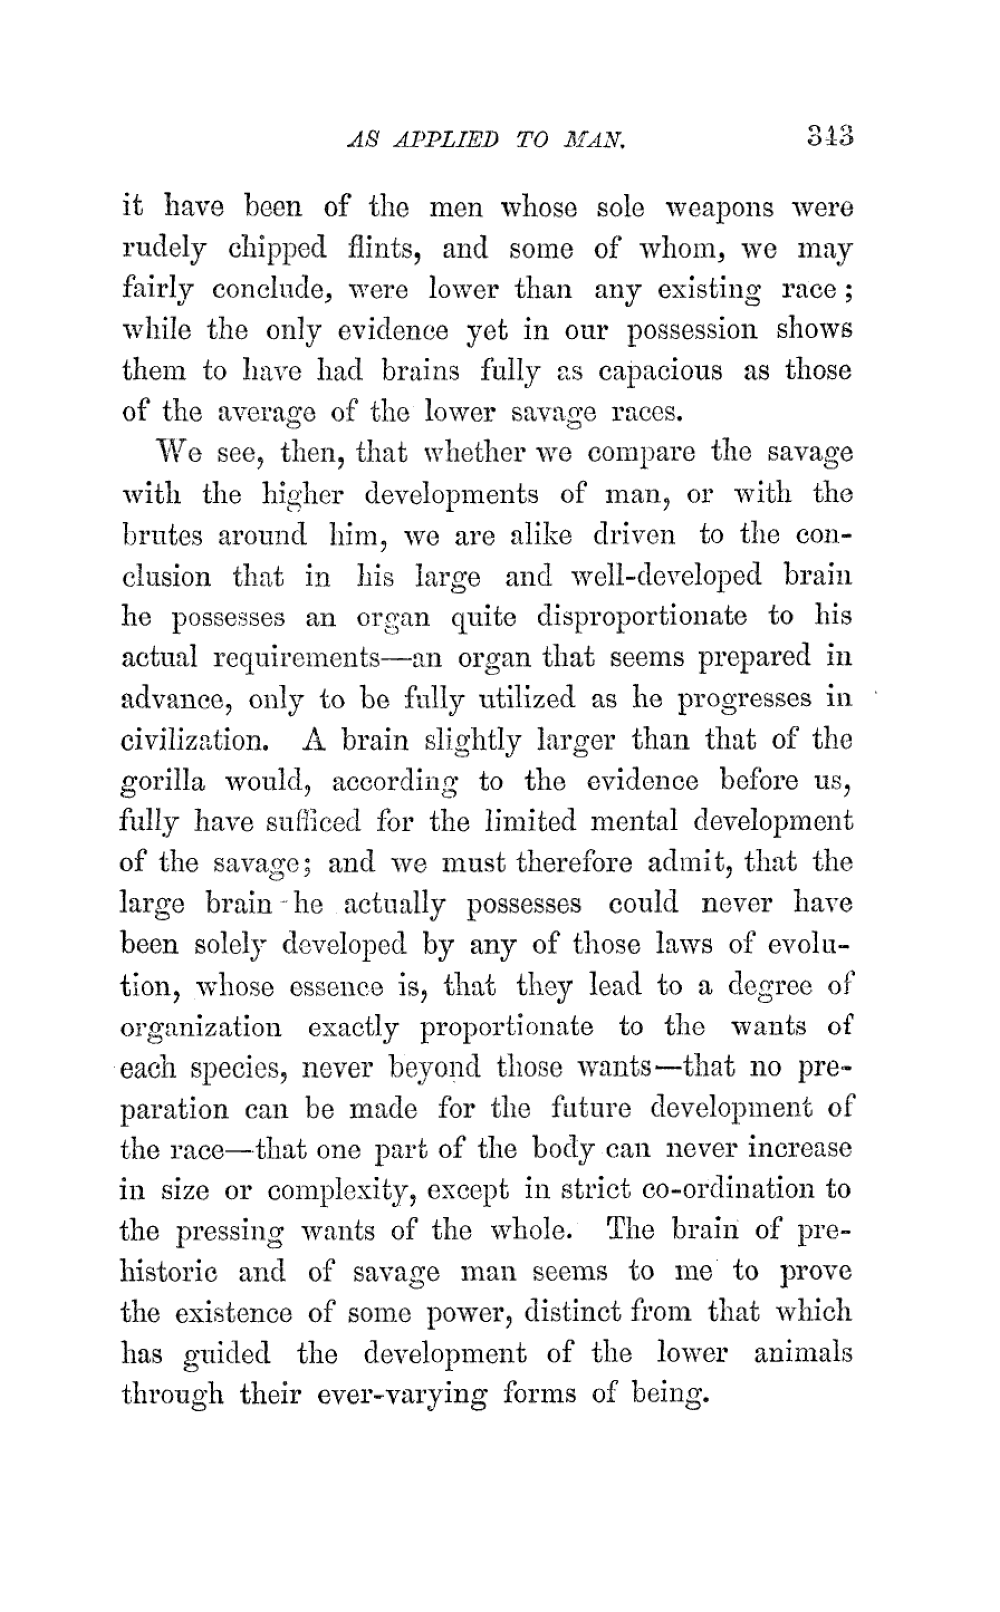 AS APPLIED TO MAN. 343
it have been of the men whose sole weapons were
rudely chipped flints, and some of whom, we may
fairly conclude, were lower than any existing race;
while the only evidence yet in our possession shows
them to have had brains fully as capacious as those
of the average of the lower savage races.
We see, then, that whether we compare the savage
with the higher developments of man, or with the
brutes around him, we are alike driven to the con-
clusion that in his large and well-developed brain
he possesses an organ quite disproportionate to his
actual requirements—an organ that seems prepared in
advance, only to be fully utilized as he progresses in
civilization. A brain slightly larger than that of the
gorilla would, according to the evidence before us,
fully have sufficed for the limited mental development
of the savage; and we must therefore admit, that the
large brain he actually possesses could never have
been solely developed by any of those laws of evolu-
tion, whose essence is, that they lead to a degree of
organization exactly proportionate to the wants of
each species, never beyond those wants—that no pre-
paration can be made for the future development of
the race—that one part of the body can never increase
in size or complexity, except in strict co-ordination to
the pressing wants of the whole. The brain of pre-
historic and of savage man seems to me to prove
the existence of some power, distinct from that which
has guided the development of the lower animals
through their ever-varying forms of being.